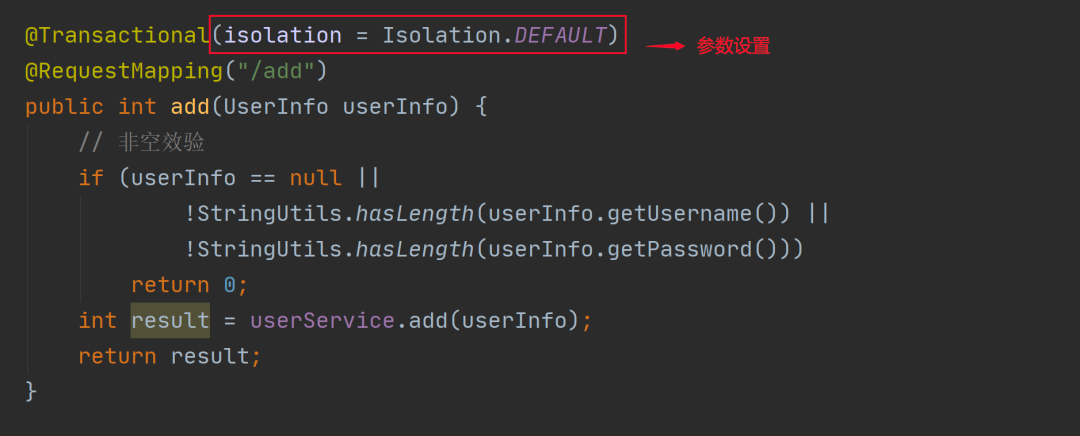 @Transactional(isolation = Isolation.DEFAULT) 参数设置
@RequestMapping("/add")
public int add(UserInfo userInfo) {
// 非空效验
if (userInfo == null ||
!StringUtils.hasLength(userInfo.getUsername()) ||
!StringUtils.hasLength(userInfo.getPassword()))
return 0;
int result = userService.add(userInfo);
return result;
}